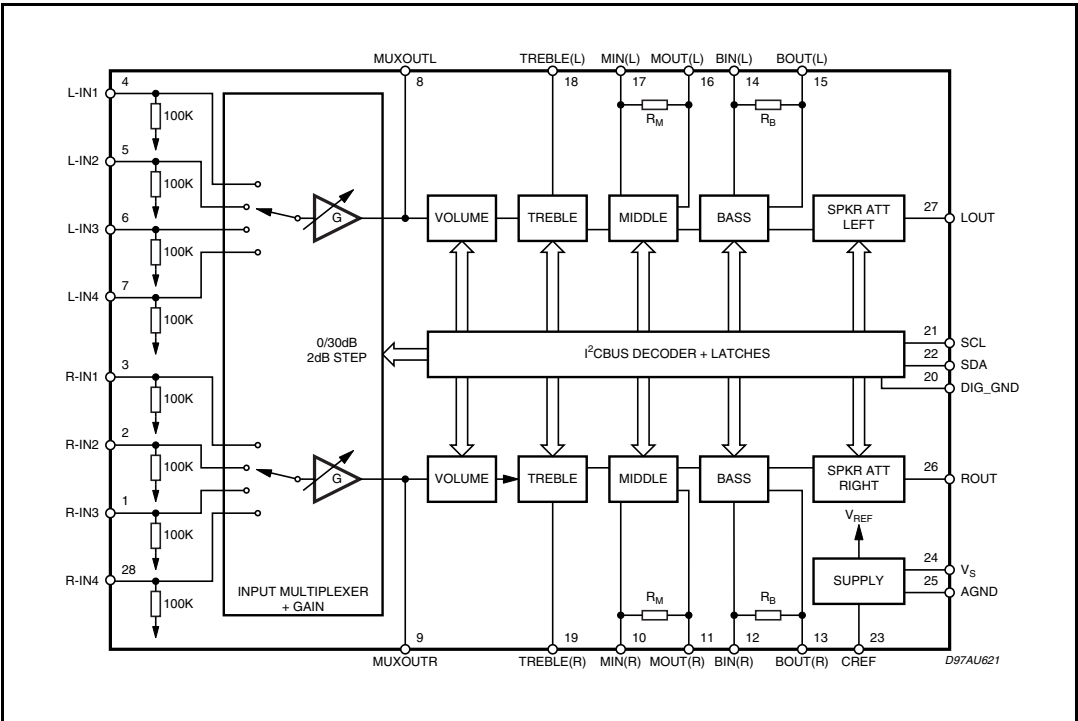 MUXOUTL TREBLE(L) MIN(L) MOUT(L) BIN(L) BOUT(L)
8 18 17 16 14 15
L-IN1 4
100K
R_M R_B
L-IN2 5
100K
L-IN3 6
100K
G VOLUME TREBLE MIDDLE BASS SPKR ATT LEFT 27 LOUT
L-IN4 7
100K
0/30dB
2dB STEP
I²CBUS DECODER + LATCHES
21 SCL
22 SDA
20 DIG_GND
R-IN1 3
100K
R-IN2 2
100K
G VOLUME TREBLE MIDDLE BASS SPKR ATT RIGHT 26 ROUT
R-IN3 1
100K
V_REF
R-IN4 28
100K
SUPPLY
24 V_S
25 AGND
INPUT MULTIPLEXER
+ GAIN
R_M R_B
9 19 10 11 12 13 23
MUXOUTR TREBLE(R) MIN(R) MOUT(R) BIN(R) BOUT(R) CREF
D97AU621